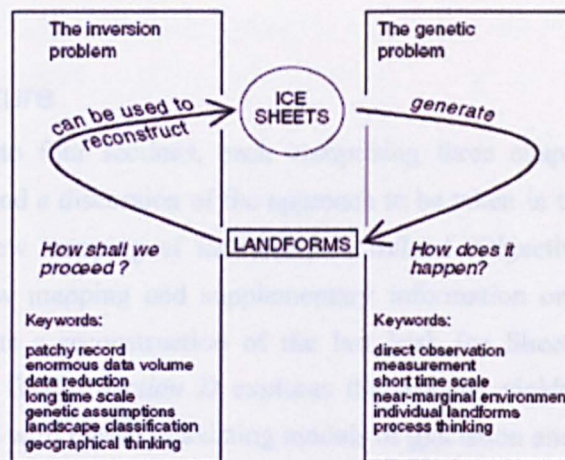 The inversion
problem
The genetic
problem
ICE
SHEETS
can be used to
reconstruct
generate
LANDFORMS
How shall we
proceed ?
How does it
happen?
Keywords:
patchy record
enormous data volume
data reduction
long time scale
genetic assumptions
landscape classification
geographical thinking
Keywords:
direct observation
measurement
short time scale
near-marginal environment
individual landforms
process thinking